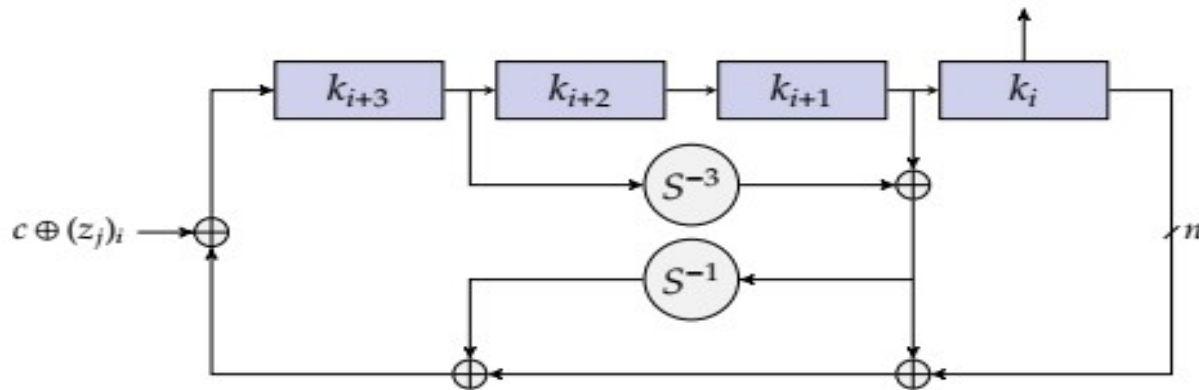 k_{i+3} k_{i+2} k_{i+1} k_i
S^{-3}
c ⊕ (z_j)_i
n
S^{-1}